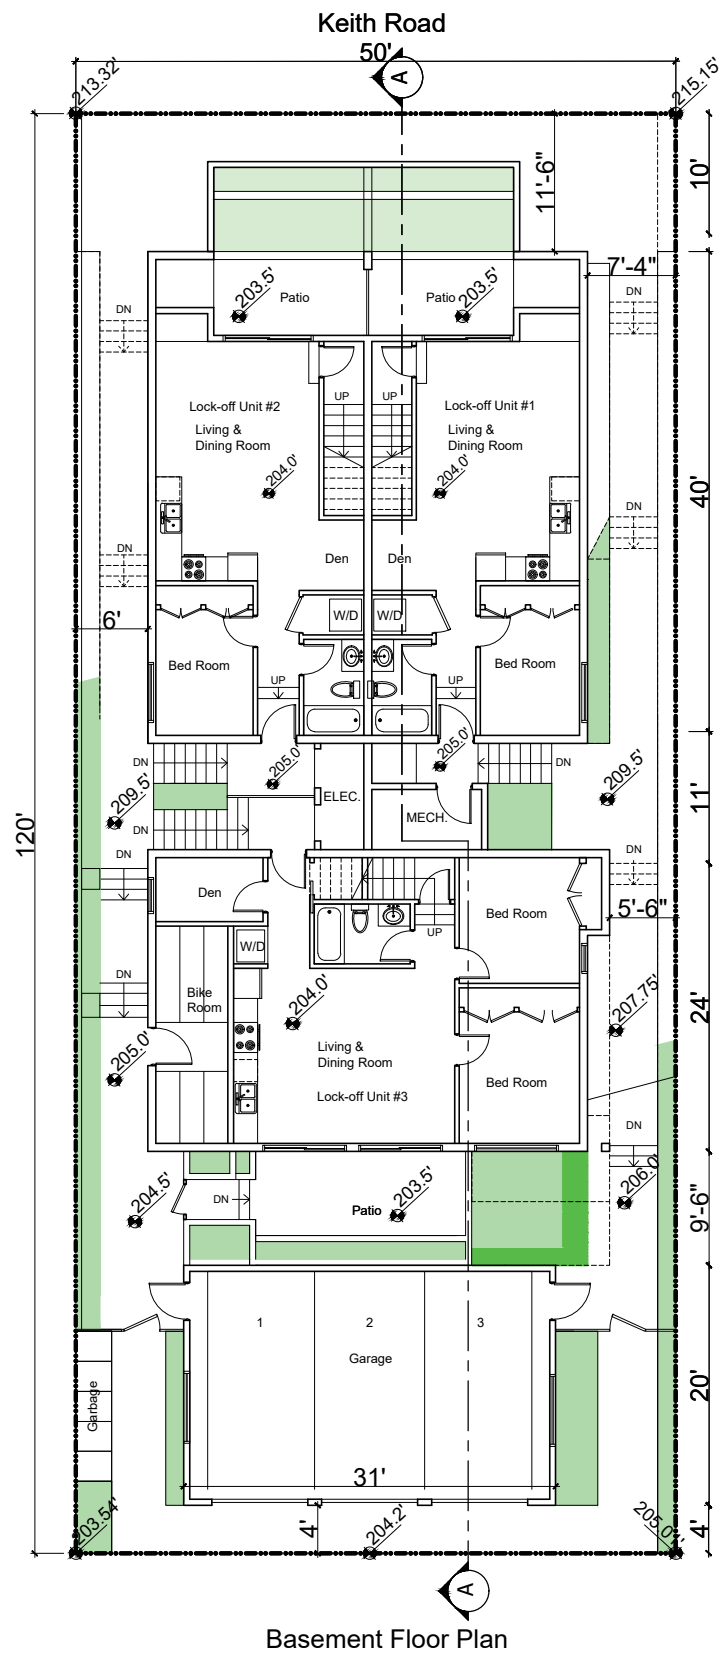 Keith Road
50'
A
213.32'
215.15'
10'
11'-6"
7'-4"
203.5'
Patio
Patio
203.5'
DN
DN
UP
UP
Lock-off Unit #2
Living &
Dining Room
Lock-off Unit #1
Living &
Dining Room
204.0'
204.0'
40'
DN
DN
Den
Den
W/D
W/D
6'
Bed Room
Bed Room
UP
UP
DN
205.0'
205.0'
DN
209.5'
209.5'
ELEC.
MECH.
11'
DN
120'
DN
DN
Den
Bed Room
5'-6"
UP
W/D
DN
Bike
Room
204.0'
207.75'
24'
205.0'
Living &
Dining Room
Lock-off Unit #3
Bed Room
DN
204.5'
DN
Patio
203.5'
206.0'
9'-6"
1
2
3
Garage
20'
Garbage
31'
203.54'
4'
204.2'
4'
A
Basement Floor Plan